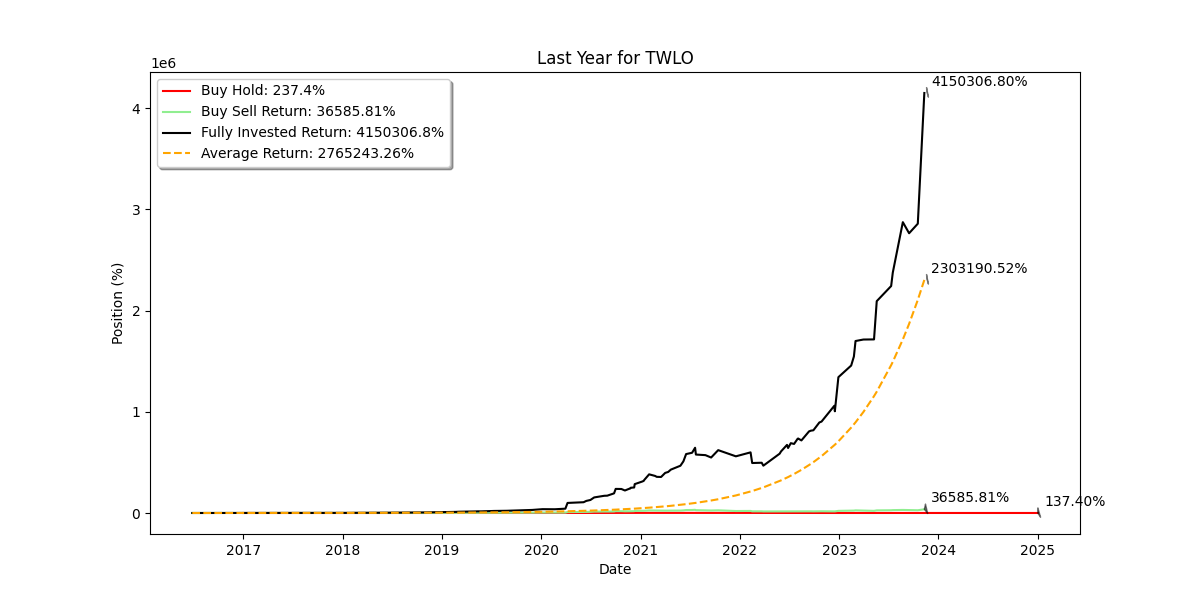 Last Year for TWLO
1e6
Buy Hold: 237.4%
Buy Sell Return: 36585.81%
Fully Invested Return: 4150306.8%
Average Return: 2765243.26%
4150306.80%
2303190.52%
36585.81%
137.40%
4
3
2
1
0
Position (%)
2017 2018 2019 2020 2021 2022 2023 2024 2025
Date